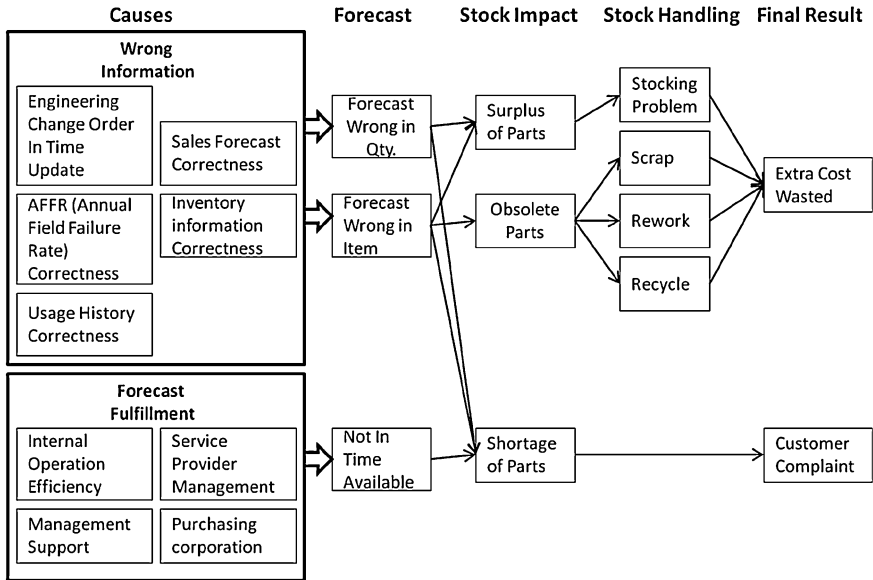 Causes
Forecast
Stock Impact
Stock Handling
Final Result
Wrong
Information
Engineering
Change Order
In Time
Update
Sales Forecast
Correctness
AFFR (Annual
Field Failure
Rate)
Correctness
Inventory
information
Correctness
Usage History
Correctness
Forecast
Wrong in
Qty.
Forecast
Wrong in
Item
Surplus
of Parts
Obsolete
Parts
Stocking
Problem
Scrap
Rework
Recycle
Extra Cost
Wasted
Forecast
Fulfillment
Internal
Operation
Efficiency
Service
Provider
Management
Management
Support
Purchasing
corporation
Not In
Time
Available
Shortage
of Parts
Customer
Complaint